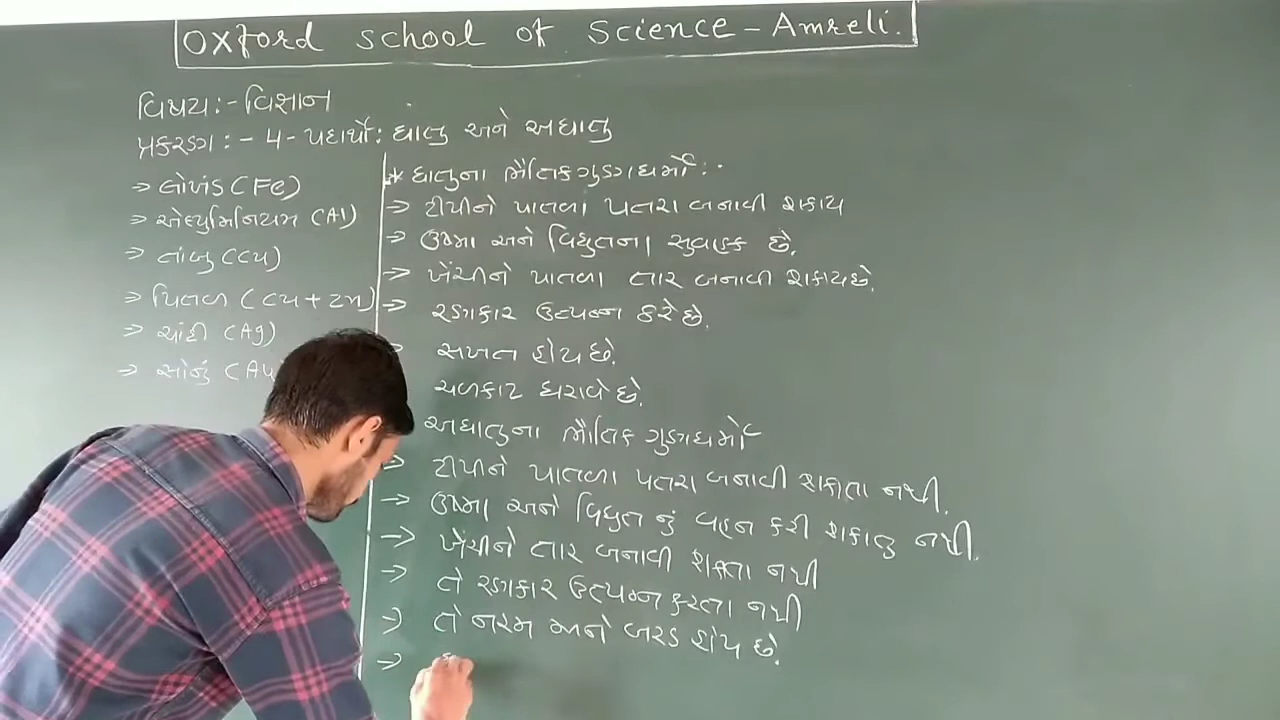 Oxford school of Science - Amreli.
વિષય :- વિજ્ઞાન
પ્રકરણ :- 4 - પદાર્થો : ધાતુ અને અધાતુ
→ લોખંડ (Fe)
→ એલ્યુમિનિયમ (Al)
→ તાંબુ (Cu)
→ પિતળ (Cu + Zn)
→ ચાંદી (Ag)
→ સોનું (Au
* ધાતુના ભૌતિક ગુણધર્મો :-
→ ટીપીને પાતળા પતરા બનાવી શકાય
→ ઉષ્મા અને વિધુતના સુવાહક છે.
→ ખેંચીને પાતળા તાર બનાવી શકાય છે.
→ રણકાર ઉત્પન્ન કરે છે.
સખત હોય છે.
ચળકાટ ધરાવે છે.
અધાતુના ભૌતિક ગુણધર્મો
→ ટીપીને પાતળા પતરા બનાવી શકાતા નથી.
→ ઉષ્મા અને વિધુત નું વહન કરી શકાતુ નથી.
→ ખેંચીને તાર બનાવી શકાતા નથી
→ તે રણકાર ઉત્પન્ન કરતા નથી
→ તે નરમ અને બરડ હોય છે.
→